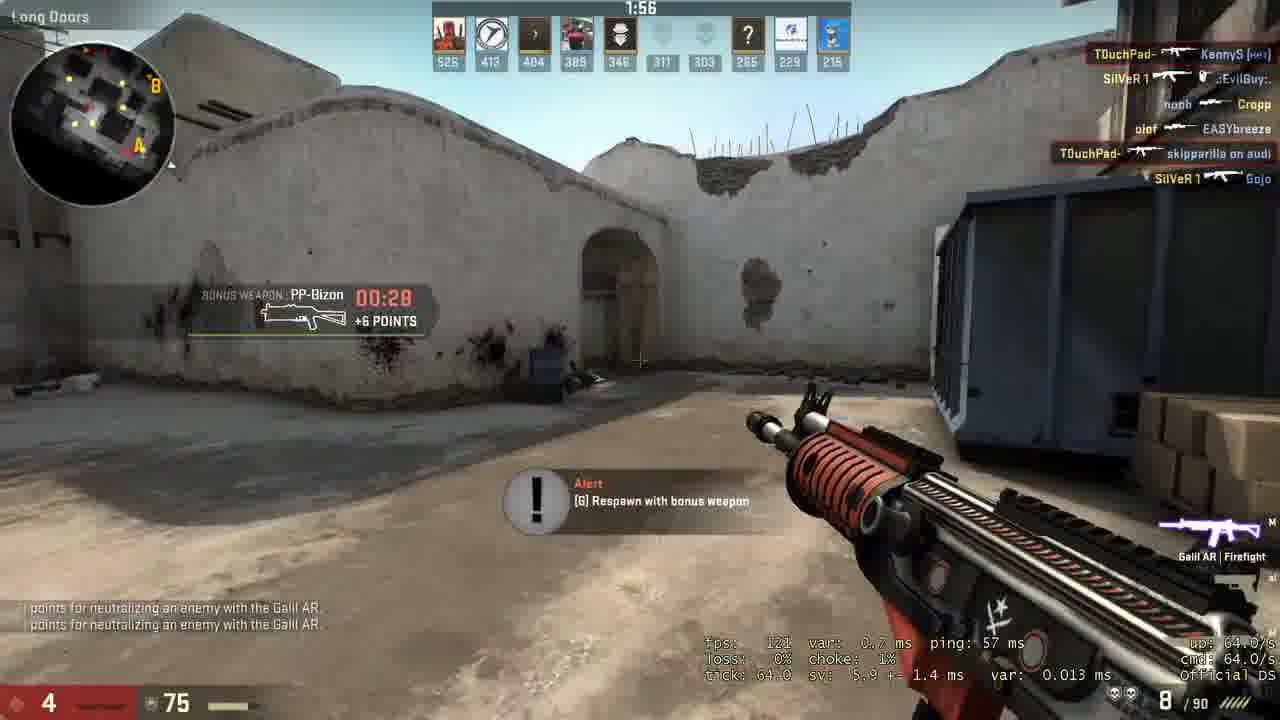 Long Doors
1:56
B
A
?
525 413 404 389 346 311 303 265 229 215
T0uchPad- KennyS
SilVeR 1 .:EvilGuy:.
noob Cropp
olof EASYbreeze
T0uchPad- skipparilla on audi
SilVeR 1 Gojo
BONUS WEAPON: PP-Bizon 00:28
+6 POINTS
!
Alert
[G] Respawn with bonus weapon
Galil AR | Firefight
points for neutralizing an enemy with the Galil AR.
points for neutralizing an enemy with the Galil AR.
fps: 121 var: 0.7 ms ping: 57 ms up: 64.0/s
loss: 0% choke: 1% cmd: 64.0/s
tick: 64.0 sv: 5.9 +- 1.4 ms var: 0.013 ms Official DS
4 75 8 / 90